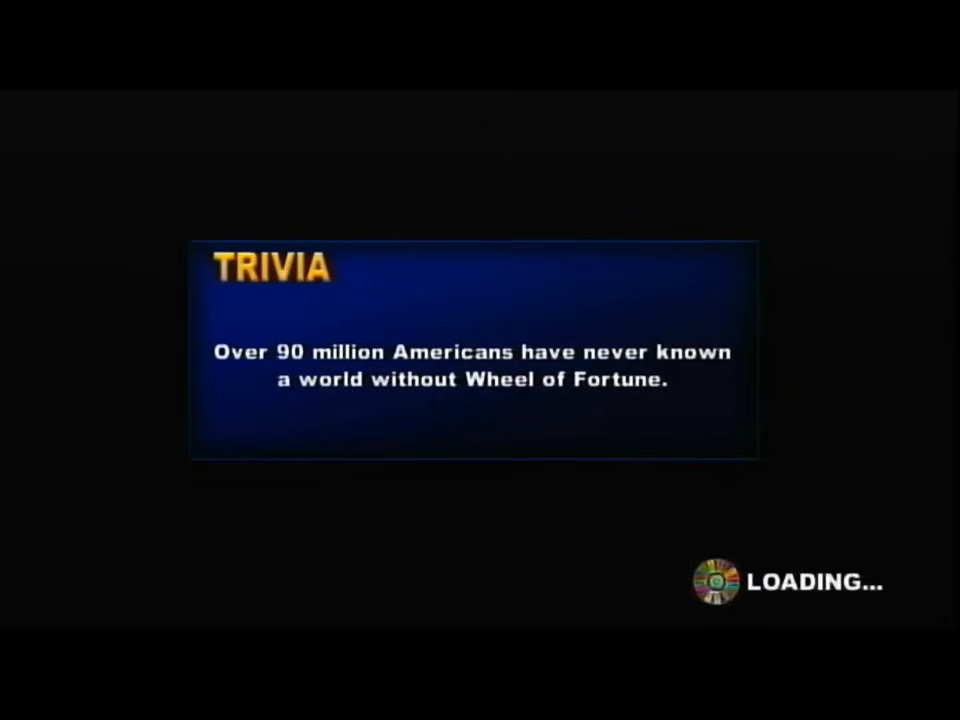 TRIVIA
Over 90 million Americans have never known
a world without Wheel of Fortune.
LOADING...